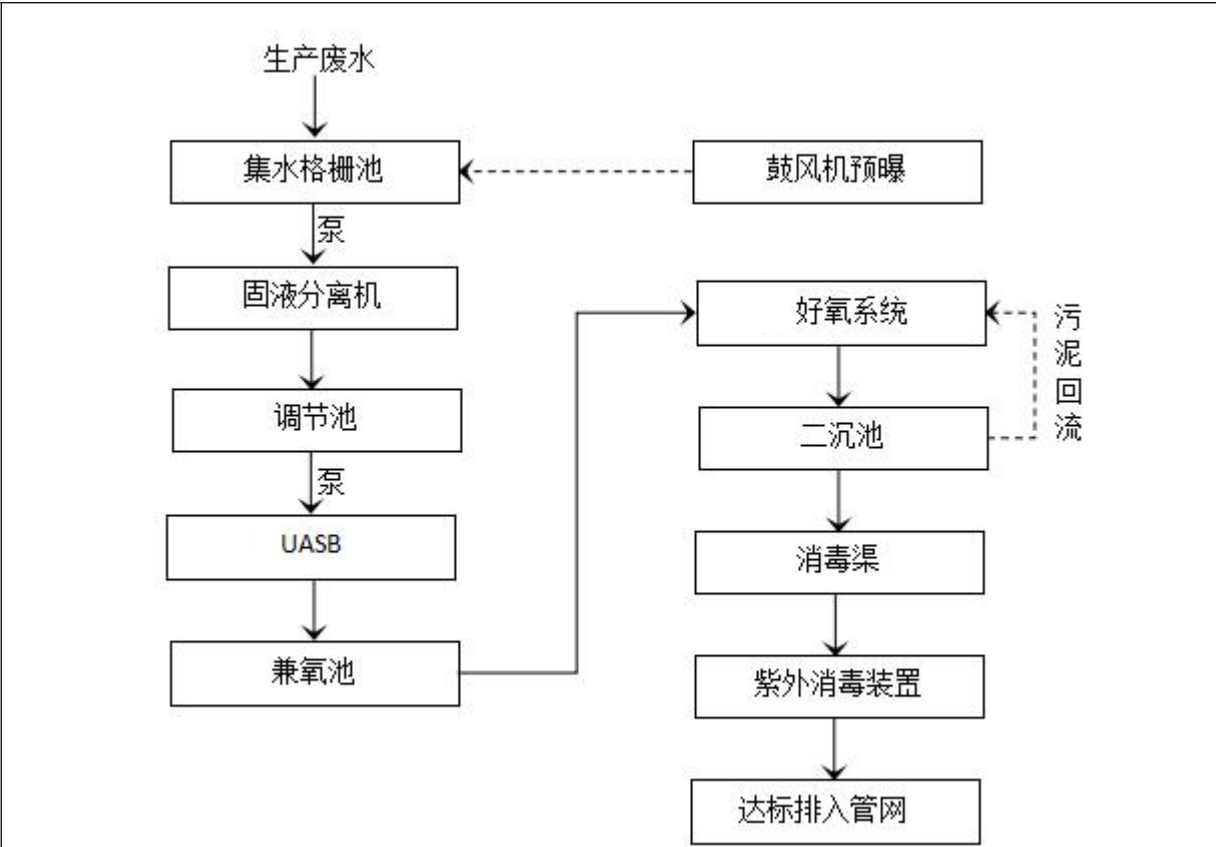 生产废水
集水格栅池
鼓风机预曝
泵
固液分离机
调节池
泵
UASB
兼氧池
好氧系统
污泥回流
二沉池
消毒渠
紫外消毒装置
达标排入管网